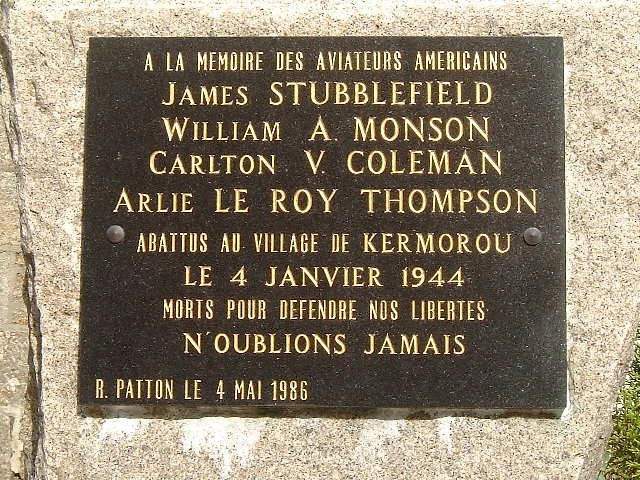 A LA MEMOIRE DES AVIATEURS AMERICAINS
JAMES STUBBLEFIELD
WILLIAM A. MONSON
CARLTON V. COLEMAN
ARLIE LE ROY THOMPSON
ABATTUS AU VILLAGE DE KERMOROU
LE 4 JANVIER 1944
MORTS POUR DEFENDRE NOS LIBERTES
N'OUBLIONS JAMAIS
R. PATTON LE 4 MAI 1986